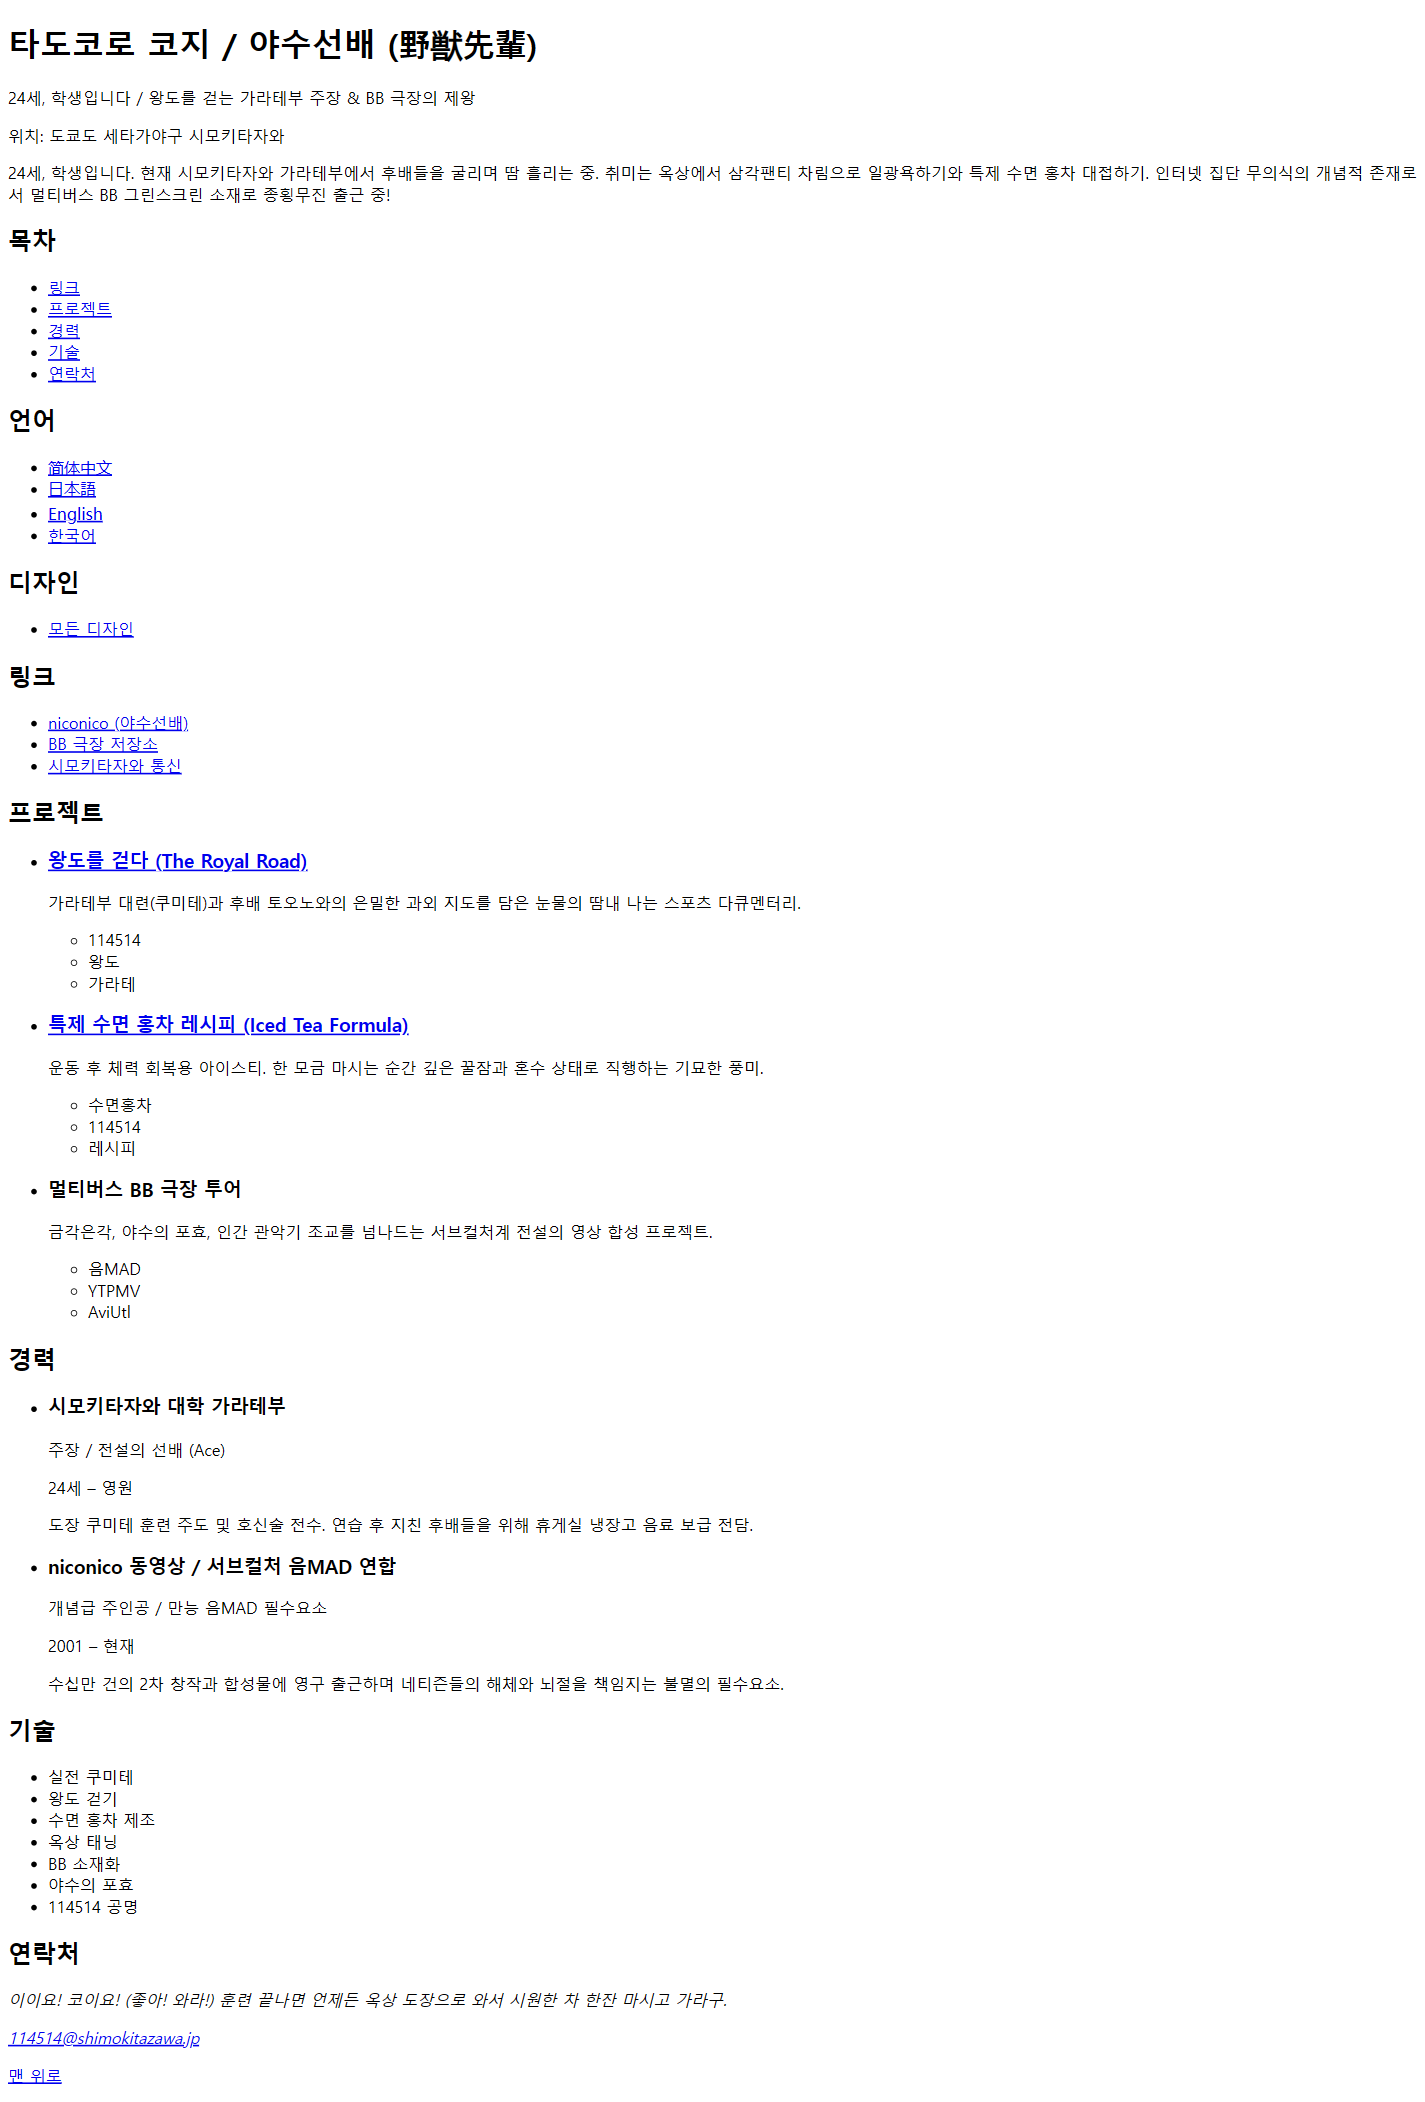 타도코로 코지 / 야수선배 (野獣先輩)
24세, 학생입니다 / 왕도를 걷는 가라테부 주장 & BB 극장의 제왕
위치: 도쿄도 세타가야구 시모키타자와
24세, 학생입니다. 현재 시모키타자와 가라테부에서 후배들을 굴리며 땀 흘리는 중. 취미는 옥상에서 삼각팬티 차림으로 일광욕하기와 특제 수면 홍차 대접하기. 인터넷 집단 무의식의 개념적 존재로
서 멀티버스 BB 그린스크린 소재로 종횡무진 출근 중!
목차
링크
프로젝트
경력
기술
연락처
언어
简体中文
日本語
English
한국어
디자인
모든 디자인
링크
niconico (야수선배)
BB 극장 저장소
시모키타자와 통신
프로젝트
왕도를 걷다 (The Royal Road)
가라테부 대련(쿠미테)과 후배 토오노와의 은밀한 과외 지도를 담은 눈물의 땀내 나는 스포츠 다큐멘터리.
114514
왕도
가라테
특제 수면 홍차 레시피 (Iced Tea Formula)
운동 후 체력 회복용 아이스티. 한 모금 마시는 순간 깊은 꿀잠과 혼수 상태로 직행하는 기묘한 풍미.
수면홍차
114514
레시피
멀티버스 BB 극장 투어
금각은각, 야수의 포효, 인간 관악기 조교를 넘나드는 서브컬처계 전설의 영상 합성 프로젝트.
음MAD
YTPMV
AviUtl
경력
시모키타자와 대학 가라테부
주장 / 전설의 선배 (Ace)
24세 – 영원
도장 쿠미테 훈련 주도 및 호신술 전수. 연습 후 지친 후배들을 위해 휴게실 냉장고 음료 보급 전담.
niconico 동영상 / 서브컬처 음MAD 연합
개념급 주인공 / 만능 음MAD 필수요소
2001 – 현재
수십만 건의 2차 창작과 합성물에 영구 출근하며 네티즌들의 해체와 뇌절을 책임지는 불멸의 필수요소.
기술
실전 쿠미테
왕도 걷기
수면 홍차 제조
옥상 태닝
BB 소재화
야수의 포효
114514 공명
연락처
이이요! 코이요! (좋아! 와라!) 훈련 끝나면 언제든 옥상 도장으로 와서 시원한 차 한잔 마시고 가라구.
114514@shimokitazawa.jp
맨 위로